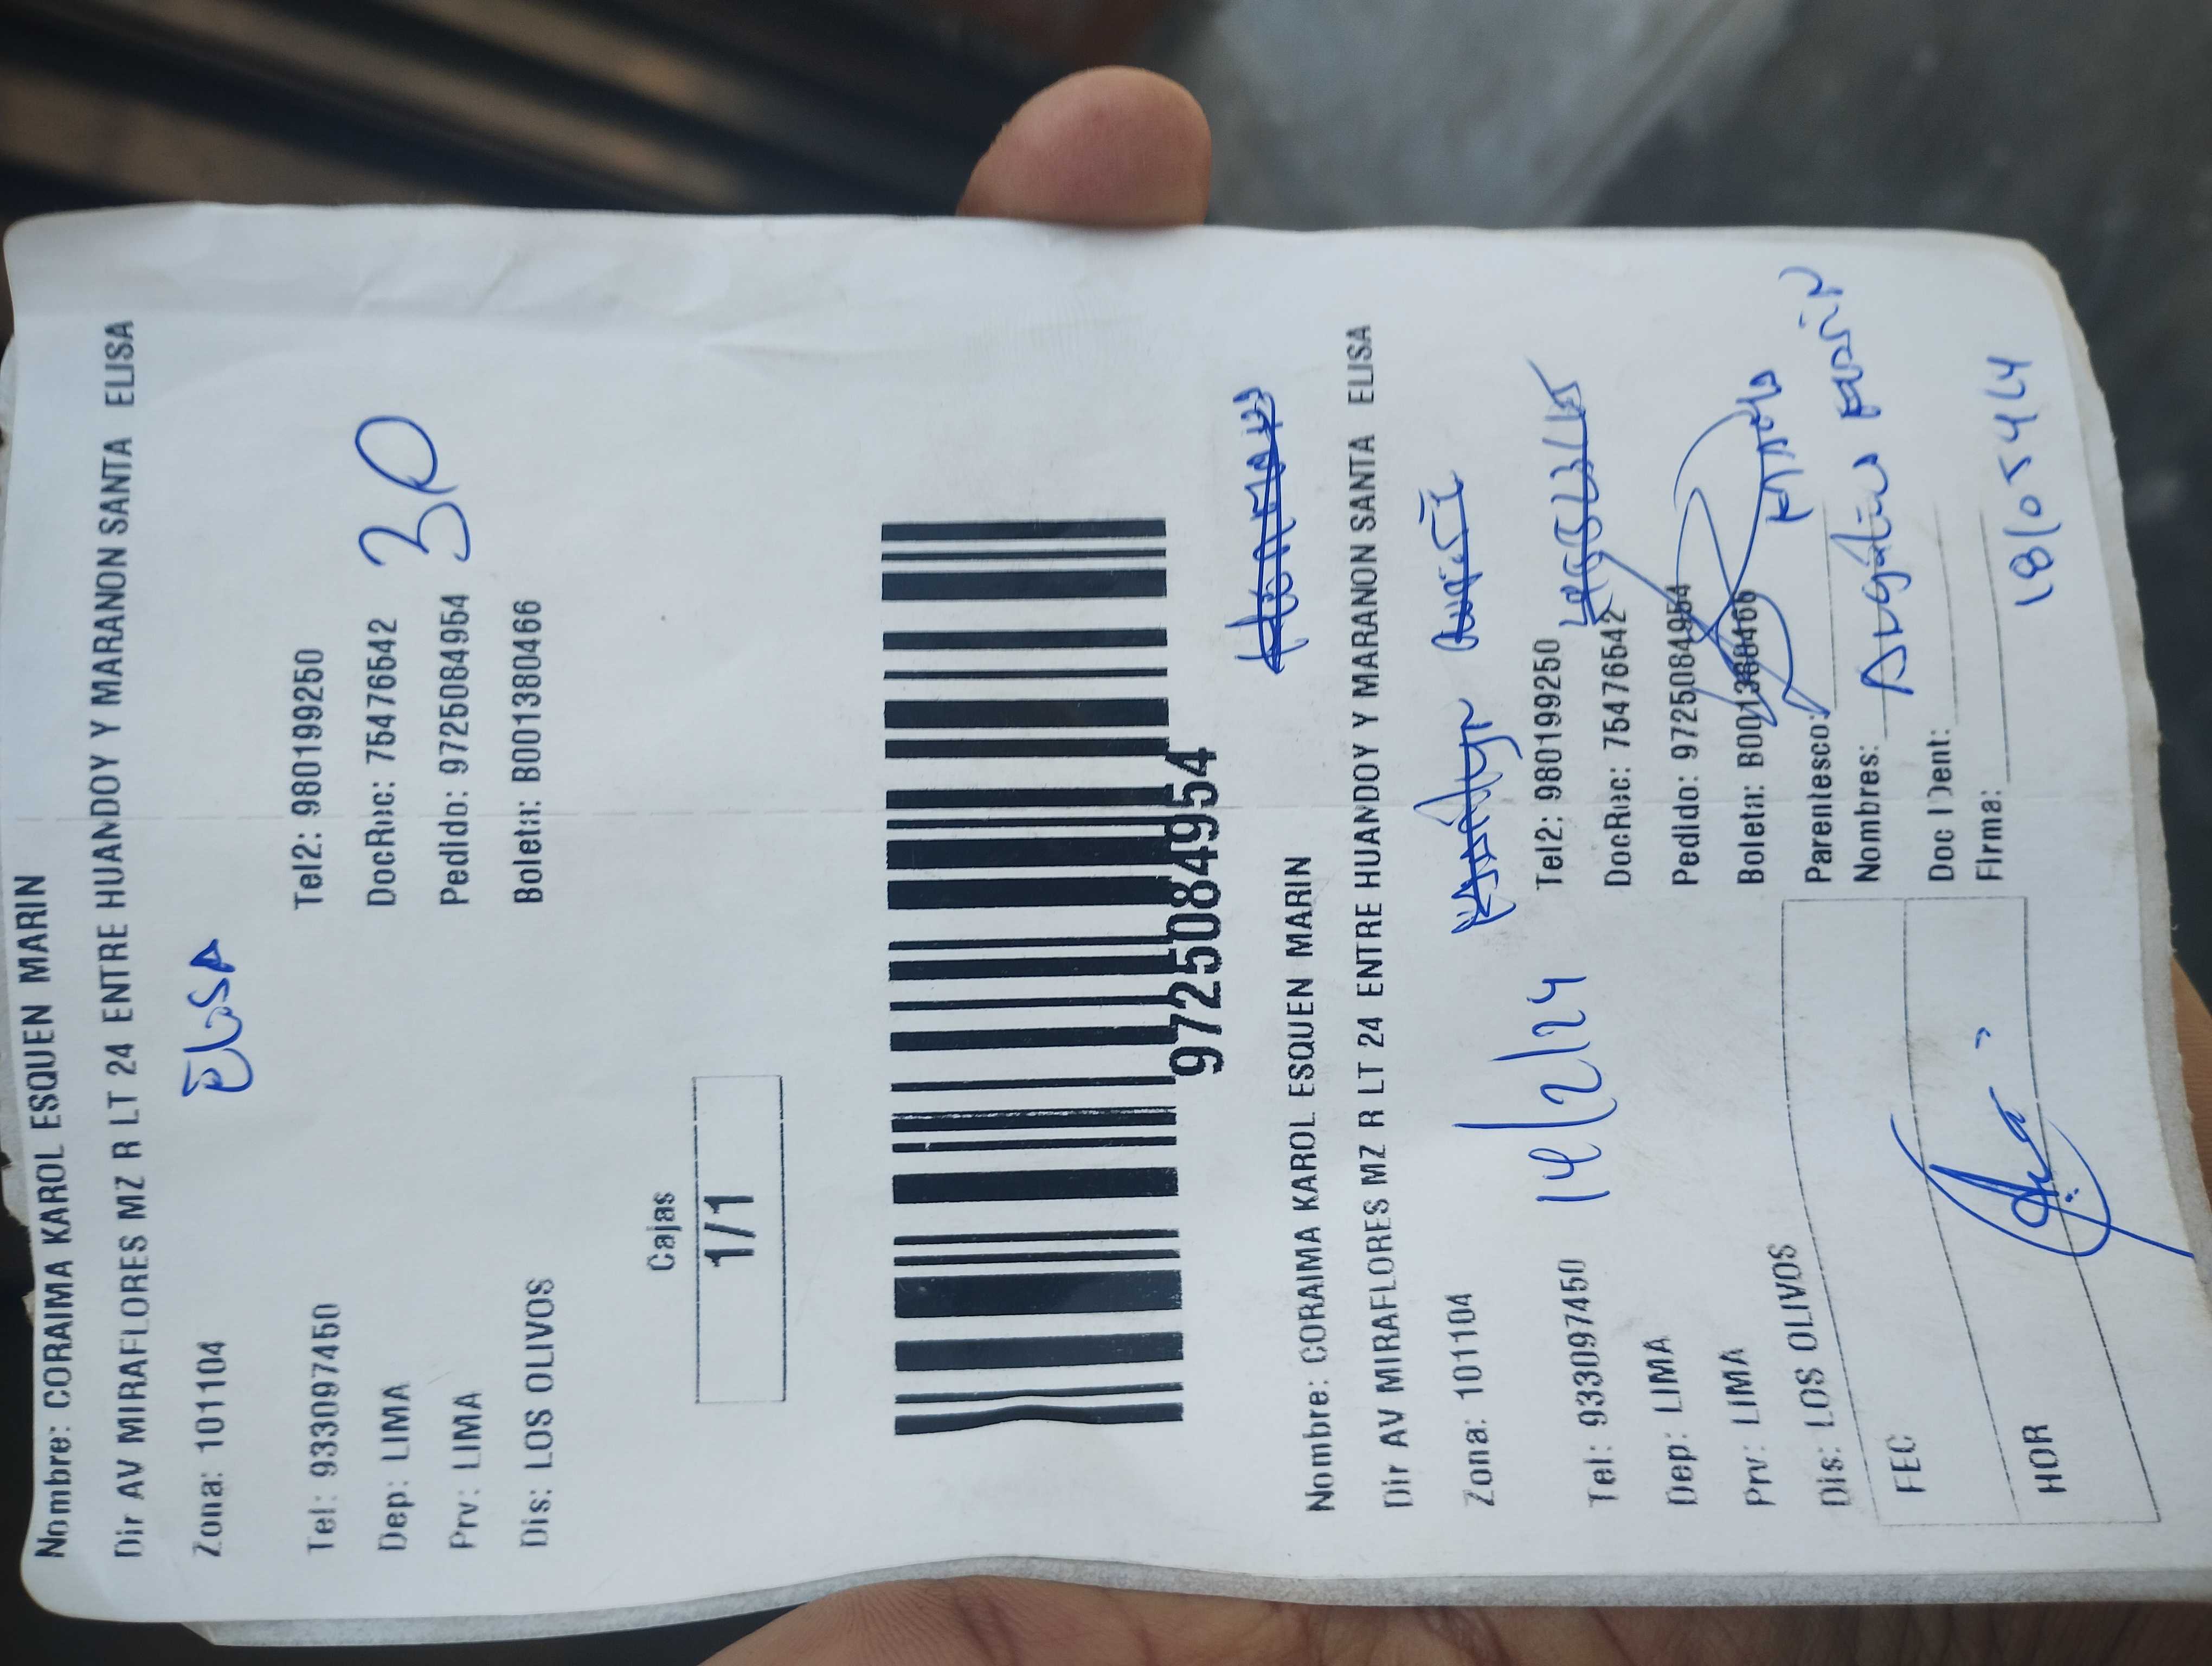 Nombre: CORAIMA KAROL ESQUEN MARIN
Dir AV MIRAFLORES MZ R LT 24 ENTRE HUANDOY Y MARANON SANTA ELISA
Zona: 101104
ELISA
Tel: 933097450 Tel2: 980199250
Dep: LIMA DocRuc: 75476542
30
Prv: LIMA Pedido: 9725084954
Dis: LOS OLIVOS Boleta: B001380466
Cajas
1/1
9725084954
Nombre: CORAIMA KAROL ESQUEN MARIN
Dir AV MIRAFLORES MZ R LT 24 ENTRE HUANDOY Y MARANON SANTA ELISA
Zona: 101104
14/2/24
Tel: 933097450 Tel2: 980199250
Dep: LIMA DocRuc: 75476542
Prv: LIMA Pedido: 9725084954
Dis: LOS OLIVOS Boleta: B001380466
FEC
HOR
Parentesco:
Nombres:
Doc Ident:
Firma: